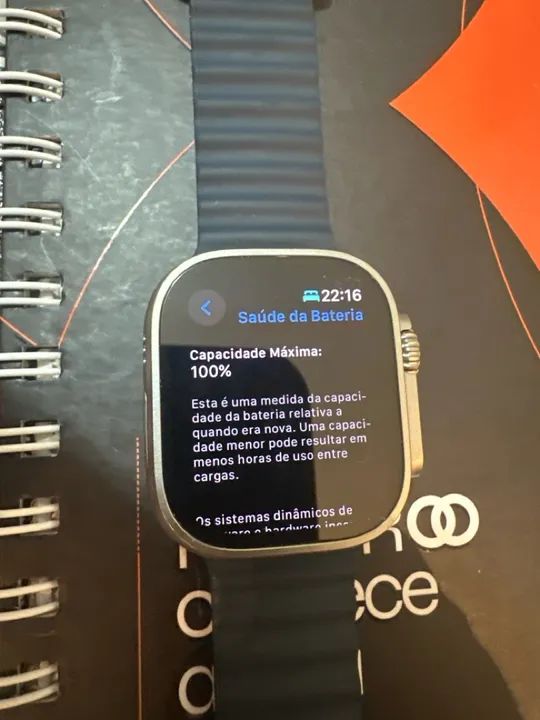 22:16
Saúde da Bateria
Capacidade Máxima:
100%
Esta é uma medida da capaci-
dade da bateria relativa a
quando era nova. Uma capaci-
dade menor pode resultar em
menos horas de uso entre
cargas.
Os sistemas dinâmicos de